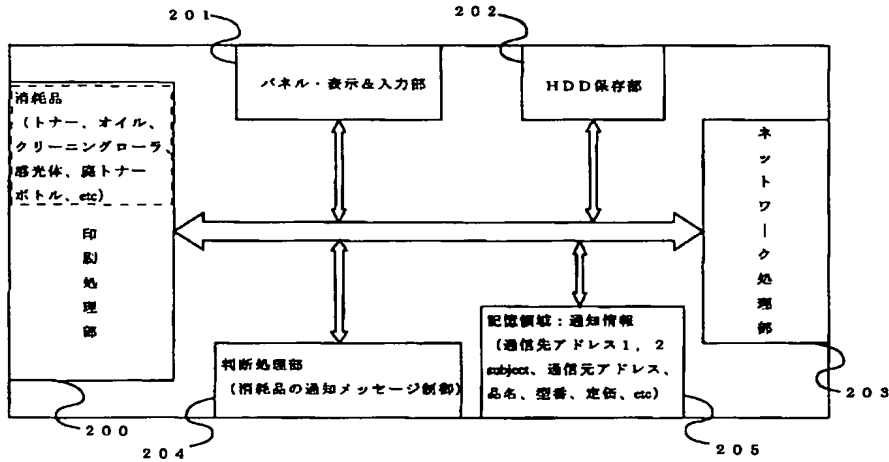 201
202
パネル・表示&入力部
HDD保存部
消耗品
(トナー、オイル、
クリーニングローラ、
感光体、廃トナー
ボトル、etc)
印刷処理部
ネットワーク処理部
判断処理部
(消耗品の通知メッセージ制御)
記憶領域:通知情報
(通信先アドレス1,2
subject、通信元アドレス、
品名、型番、定価、etc)
200
204
205
203